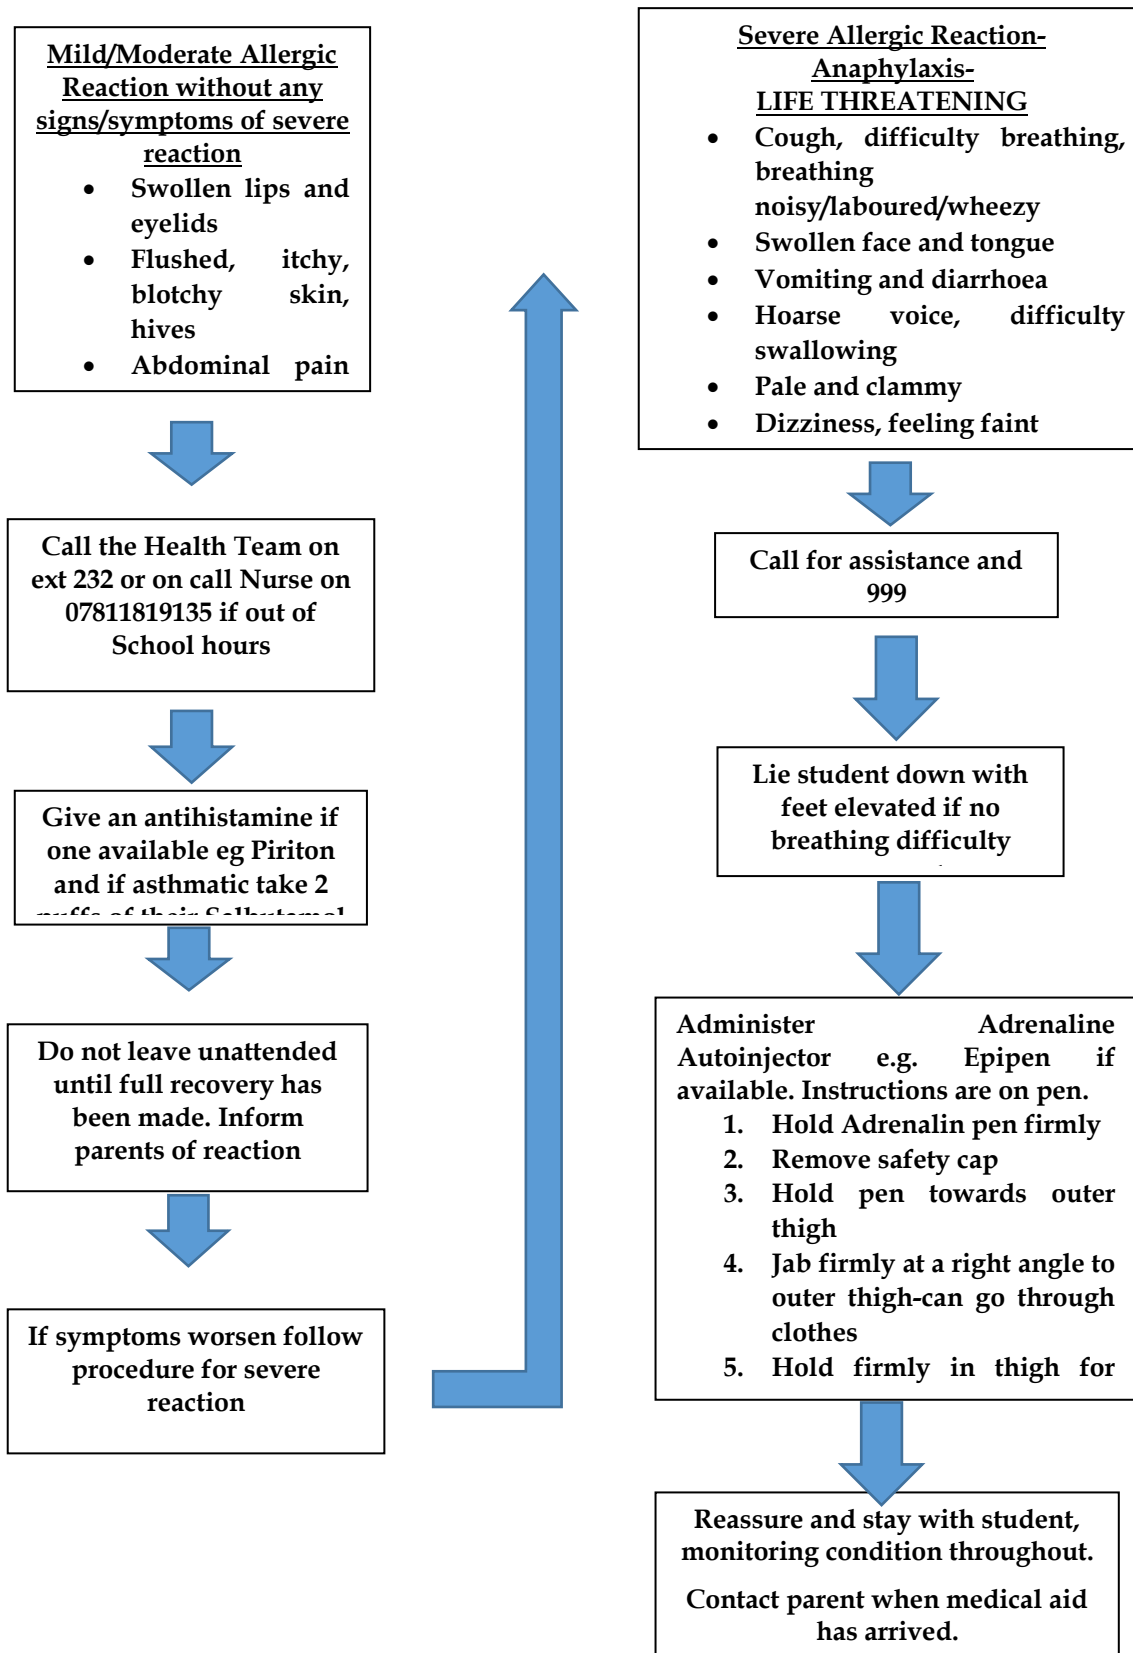 Mild/Moderate Allergic
Reaction without any
signs/symptoms of severe
reaction
• Swollen lips and
eyelids
• Flushed, itchy,
blotchy skin,
hives
• Abdominal pain
Call the Health Team on
ext 232 or on call Nurse on
07811819135 if out of
School hours
Give an antihistamine if
one available eg Piriton
and if asthmatic take 2
puffs of their Salbutamol
Do not leave unattended
until full recovery has
been made. Inform
parents of reaction
If symptoms worsen follow
procedure for severe
reaction
Severe Allergic Reaction-
Anaphylaxis-
LIFE THREATENING
• Cough, difficulty breathing,
breathing
noisy/laboured/wheezy
• Swollen face and tongue
• Vomiting and diarrhoea
• Hoarse voice, difficulty
swallowing
• Pale and clammy
• Dizziness, feeling faint
Call for assistance and
999
Lie student down with
feet elevated if no
breathing difficulty
Administer Adrenaline
Autoinjector e.g. Epipen if
available. Instructions are on pen.
1. Hold Adrenalin pen firmly
2. Remove safety cap
3. Hold pen towards outer
thigh
4. Jab firmly at a right angle to
outer thigh-can go through
clothes
5. Hold firmly in thigh for
Reassure and stay with student,
monitoring condition throughout.
Contact parent when medical aid
has arrived.